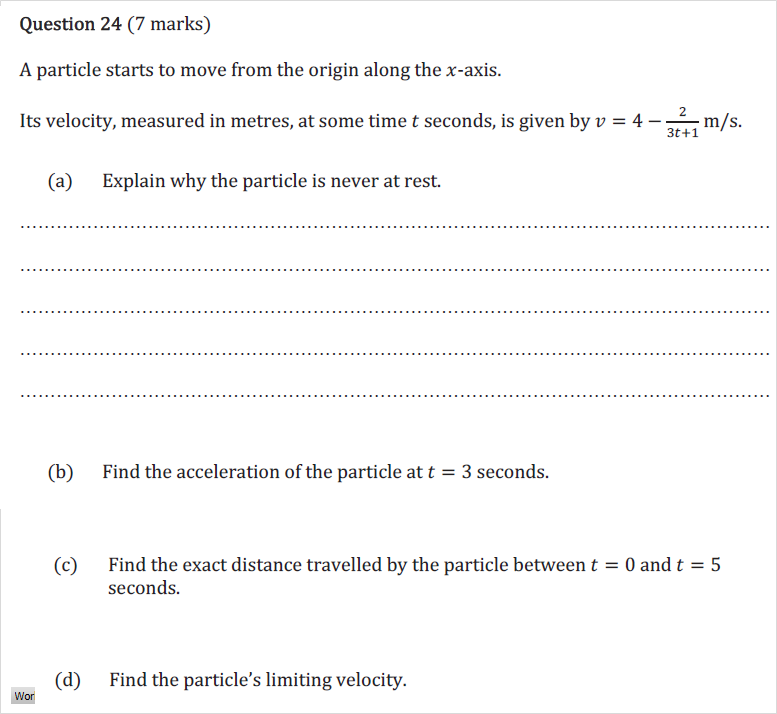 Question 24 (7 marks)
A particle starts to move from the origin along the x-axis.
Its velocity, measured in metres, at some time t seconds, is given by v = 4 − 2/(3t+1) m/s.
(a) Explain why the particle is never at rest.
(b) Find the acceleration of the particle at t = 3 seconds.
(c) Find the exact distance travelled by the particle between t = 0 and t = 5
seconds.
(d) Find the particle's limiting velocity.
Wor